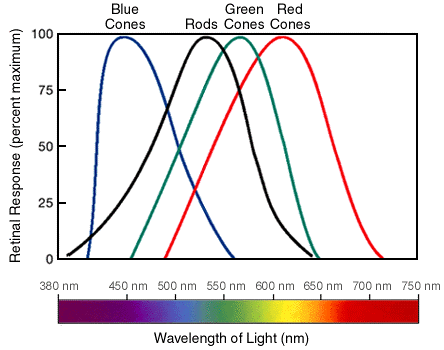 Blue Green Red
Cones Rods Cones Cones
100
75
50
25
0
Retinal Response (percent maximum)
380 nm 450 nm 500 nm 550 nm 600 nm 650 nm 700 nm 750 nm
Wavelength of Light (nm)